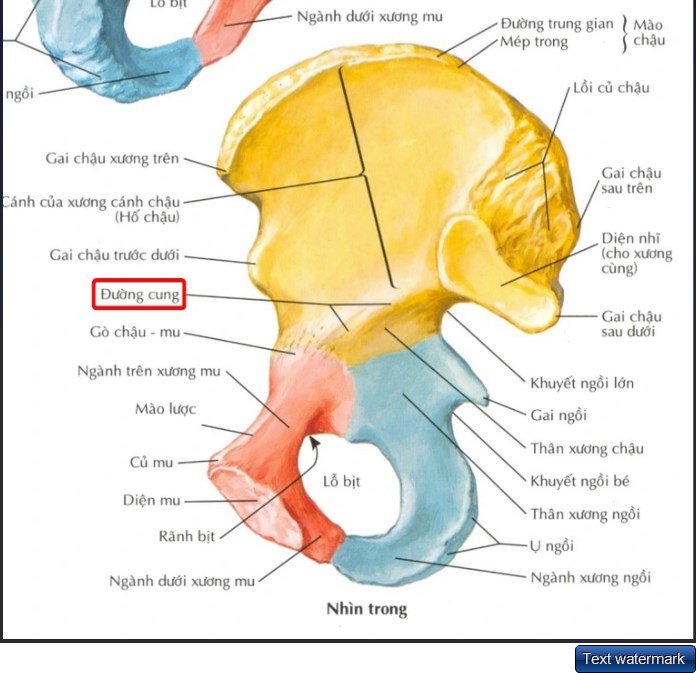 Lỗ bịt
Ngành dưới xương mu
ngồi
Đường trung gian
Mép trong
Mào
chậu
Lồi củ chậu
Gai chậu xương trên
Gai chậu
sau trên
Cánh của xương cánh chậu
(Hố chậu)
Diện nhĩ
(cho xương
cùng)
Gai chậu trước dưới
Đường cung
Gai chậu
sau dưới
Gò chậu - mu
Ngành trên xương mu
Khuyết ngồi lớn
Mào lược
Gai ngồi
Thân xương chậu
Củ mu
Lỗ bịt
Khuyết ngồi bé
Diện mu
Thân xương ngồi
Rãnh bịt
Ụ ngồi
Ngành dưới xương mu
Ngành xương ngồi
Nhìn trong
Text watermark